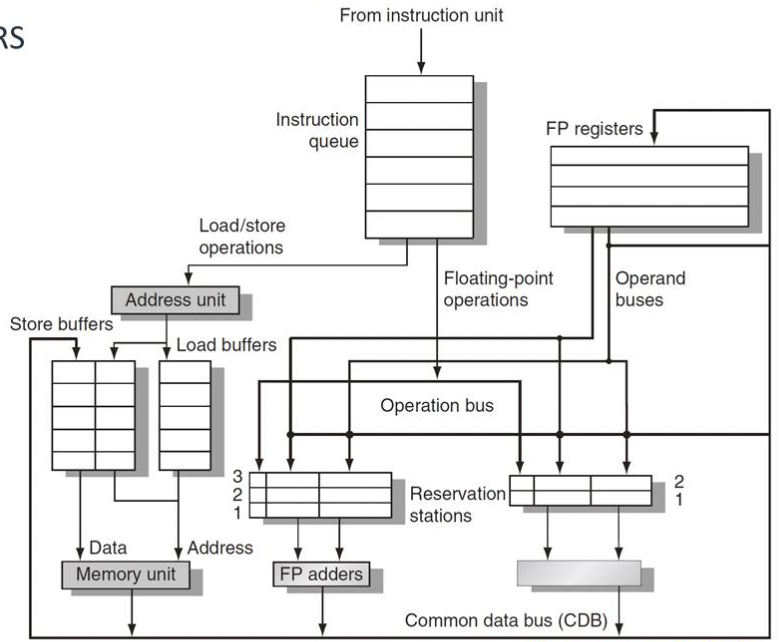 RS
From instruction unit
Instruction
queue
FP registers
Load/store
operations
Address unit
Floating-point
operations
Operand
buses
Store buffers
Load buffers
Operation bus
3
2
1
Reservation
stations
2
1
Data
Address
Memory unit
FP adders
Common data bus (CDB)